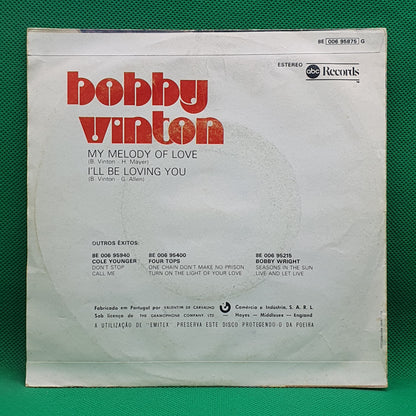 8E 006 95875 G
ESTEREO abc Records
bobby
vinton
MY MELODY OF LOVE
(B. Vinton - H. Mayer)
I'LL BE LOVING YOU
(B. Vinton - G. Allen)
OUTROS ÊXITOS:
8E 006 95940
COLE YOUNGER
DON'T STOP
CALL ME
8E 006 95400
FOUR TOPS
ONE CHAIN DON'T MAKE NO PRISON
TURN ON THE LIGHT OF YOUR LOVE
8E 006 95215
BOBBY WRIGHT
SEASONS IN THE SUN
LIVE AND LET LIVE
Fabricado em Portugal por VALENTIM DE CARVALHO Comércio e Indústria, S. A. R. L.
Sob licença de THE GRAMOPHONE COMPANY, LTD — Hayes — Middlesex — England
A UTILIZAÇÃO DE "EMITEX" PRESERVA ESTE DISCO PROTEGENDO-O DA POEIRA